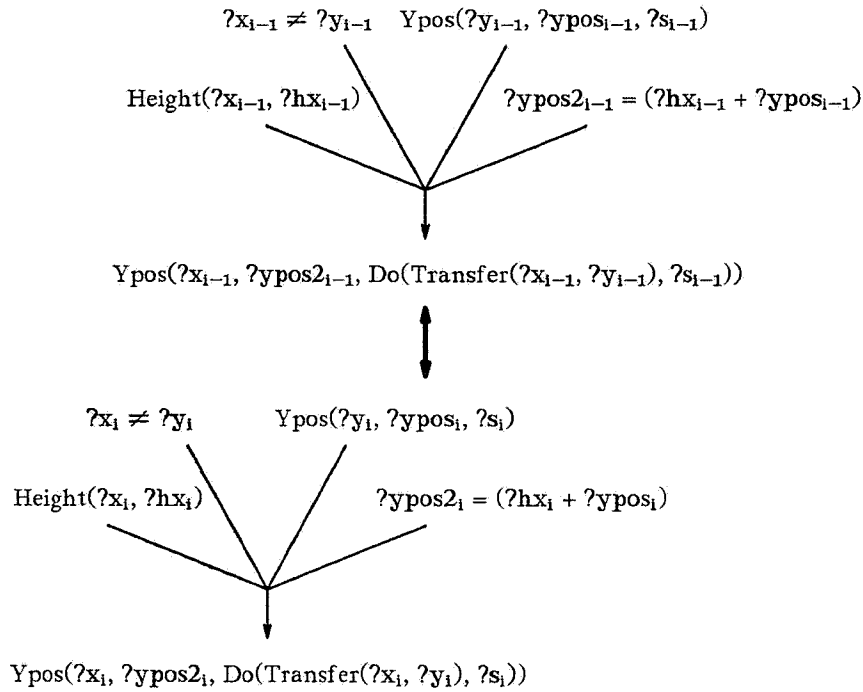 ?xᵢ₋₁ ≠ ?yᵢ₋₁ Ypos(?yᵢ₋₁, ?yposᵢ₋₁, ?sᵢ₋₁)
Height(?xᵢ₋₁, ?hxᵢ₋₁) ?ypos2ᵢ₋₁ = (?hxᵢ₋₁ + ?yposᵢ₋₁)
Ypos(?xᵢ₋₁, ?ypos2ᵢ₋₁, Do(Transfer(?xᵢ₋₁, ?yᵢ₋₁), ?sᵢ₋₁))
?xᵢ ≠ ?yᵢ Ypos(?yᵢ, ?yposᵢ, ?sᵢ)
Height(?xᵢ, ?hxᵢ) ?ypos2ᵢ = (?hxᵢ + ?yposᵢ)
Ypos(?xᵢ, ?ypos2ᵢ, Do(Transfer(?xᵢ, ?yᵢ), ?sᵢ))